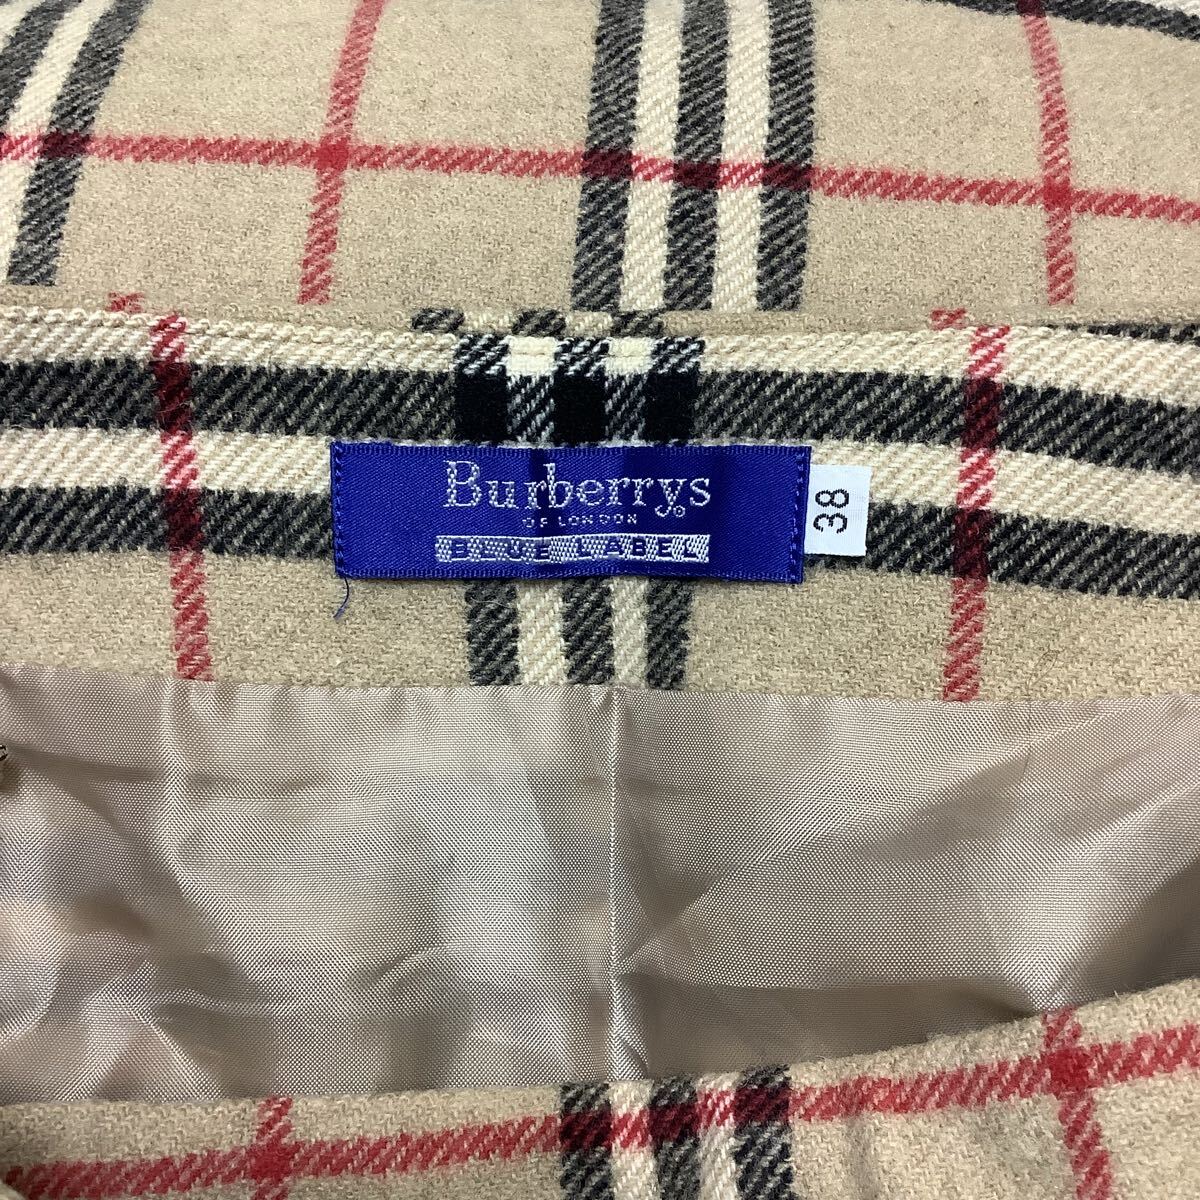 Burberrys®
OF LONDON
BLUE LABEL
38